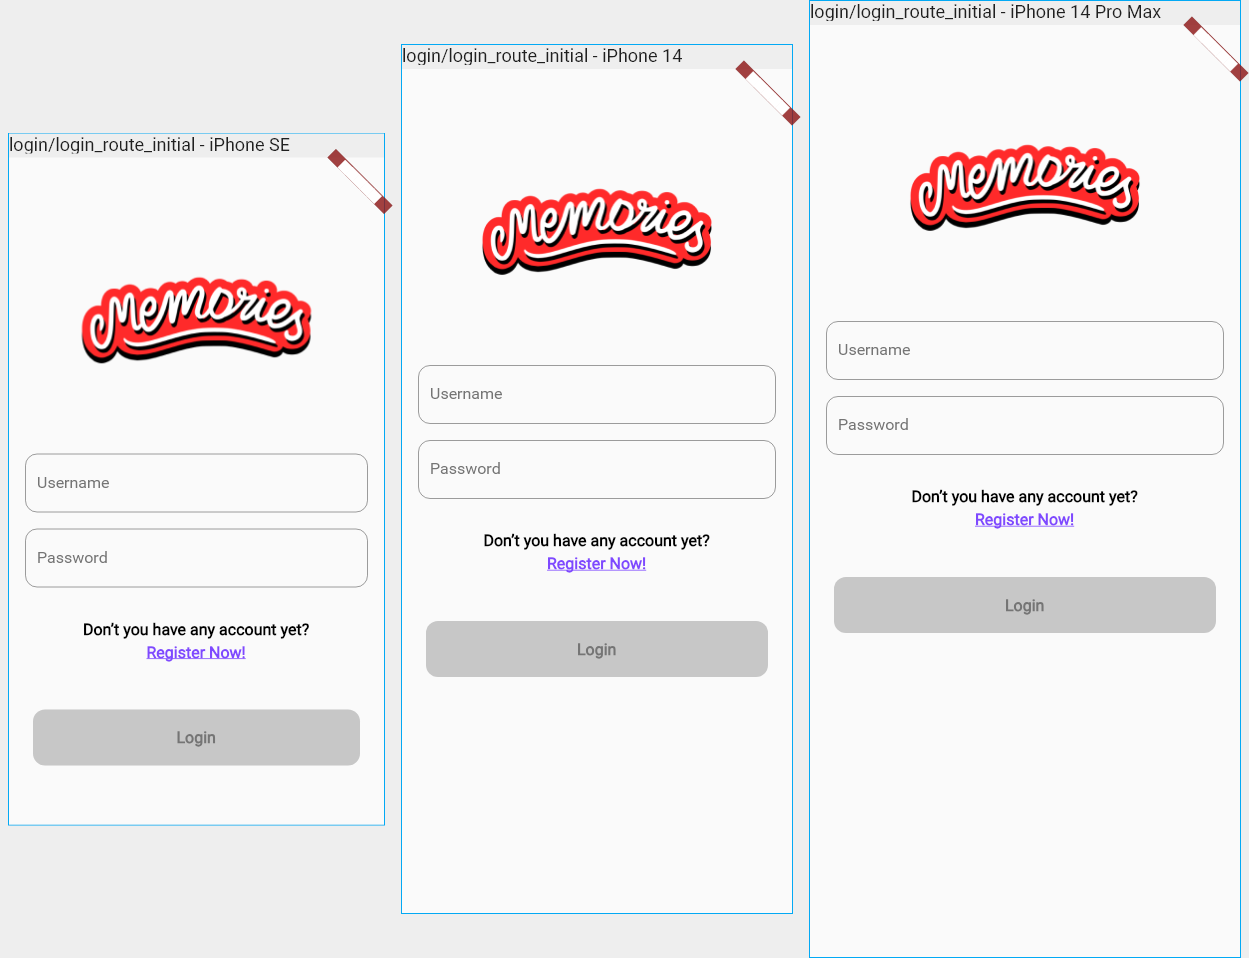 login/login_route_initial - iPhone SE
Memories
Username
Password
Don't you have any account yet?
Register Now!
Login
login/login_route_initial - iPhone 14
Memories
Username
Password
Don't you have any account yet?
Register Now!
Login
login/login_route_initial - iPhone 14 Pro Max
Memories
Username
Password
Don't you have any account yet?
Register Now!
Login